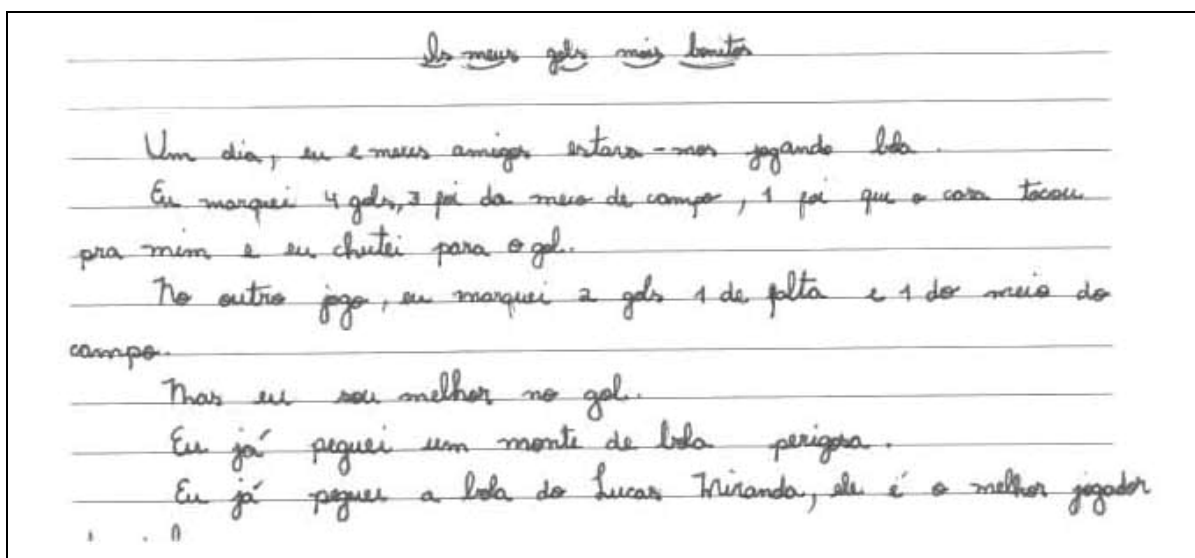 Os meus gols mais bonitos
Um dia, eu e meus amigos estava-mos jogando bola.
Eu marquei 4 gols, 3 foi da meio de campo, 1 foi que o cara tocou
pra mim e eu chutei para o gol.
No outro jogo, eu marquei 2 gols 1 de falta e 1 do meio do
campo.
Mas eu sou melhor no gol.
Eu já peguei um monte de bola perigosa.
Eu já peguei a bola do Lucas Miranda, ele é o melhor jogador